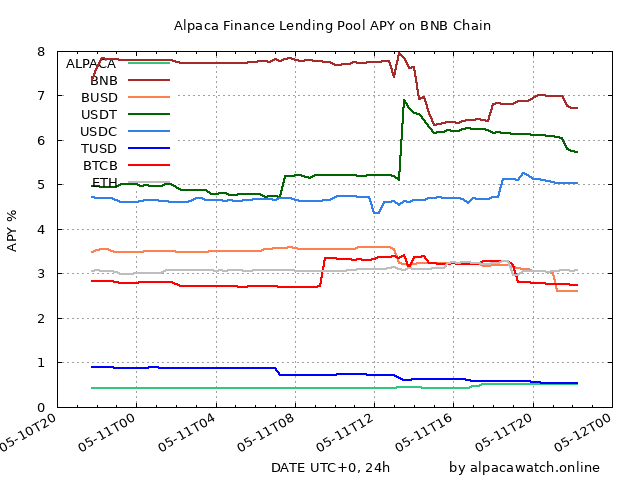 Alpaca Finance Lending Pool APY on BNB Chain
8
7
6
5
4
3
2
1
0
APY %
ALPACA
BNB
BUSD
USDT
USDC
TUSD
BTCB
ETH
05-10T20
05-11T00
05-11T04
05-11T08
05-11T12
05-11T16
05-11T20
05-12T00
DATE UTC+0, 24h
by alpacawatch.online